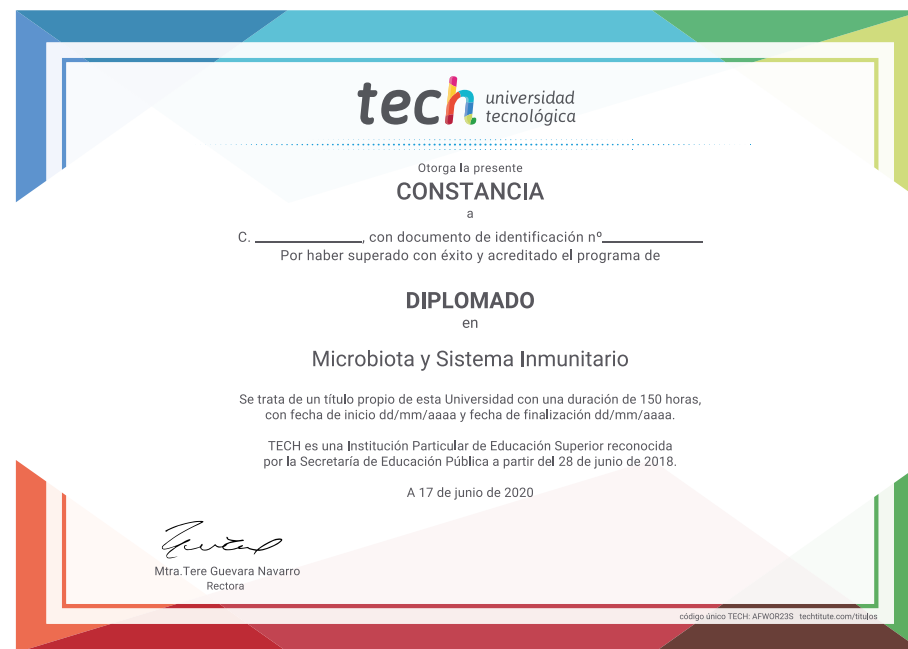 tech universidad
tecnológica
Otorga la presente
CONSTANCIA
a
C. ____________, con documento de identificación nº____________
Por haber superado con éxito y acreditado el programa de
DIPLOMADO
en
Microbiota y Sistema Inmunitario
Se trata de un título propio de esta Universidad con una duración de 150 horas,
con fecha de inicio dd/mm/aaaa y fecha de finalización dd/mm/aaaa.
TECH es una Institución Particular de Educación Superior reconocida
por la Secretaría de Educación Pública a partir del 28 de junio de 2018.
A 17 de junio de 2020
Mtra.Tere Guevara Navarro
Rectora
código único TECH: AFWOR23S techtitute.com/titulos